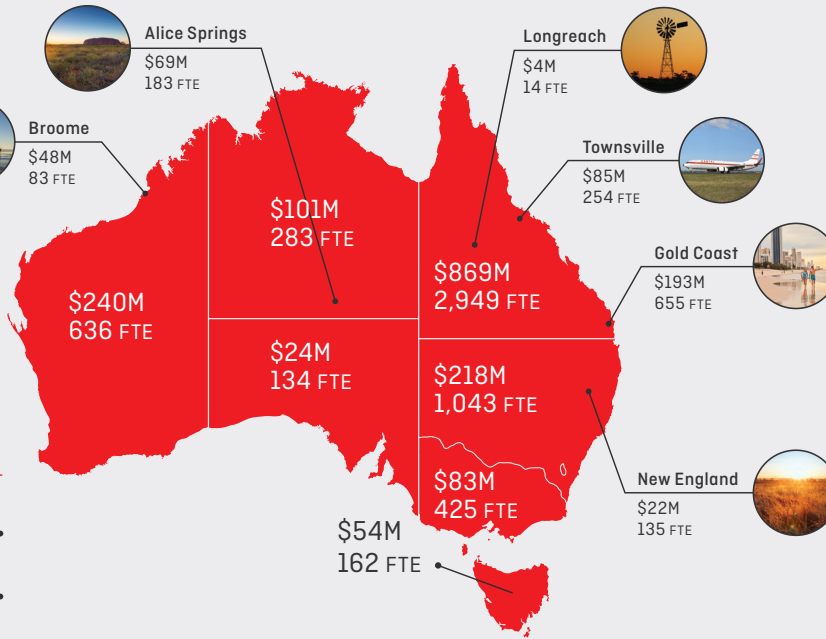 Alice Springs
$69M
183 FTE
Longreach
$4M
14 FTE
Broome
$48M
83 FTE
Townsville
$85M
254 FTE
$101M
283 FTE
Gold Coast
$193M
655 FTE
$869M
2,949 FTE
$240M
636 FTE
$24M
134 FTE
$218M
1,043 FTE
New England
$22M
135 FTE
$83M
425 FTE
$54M
162 FTE